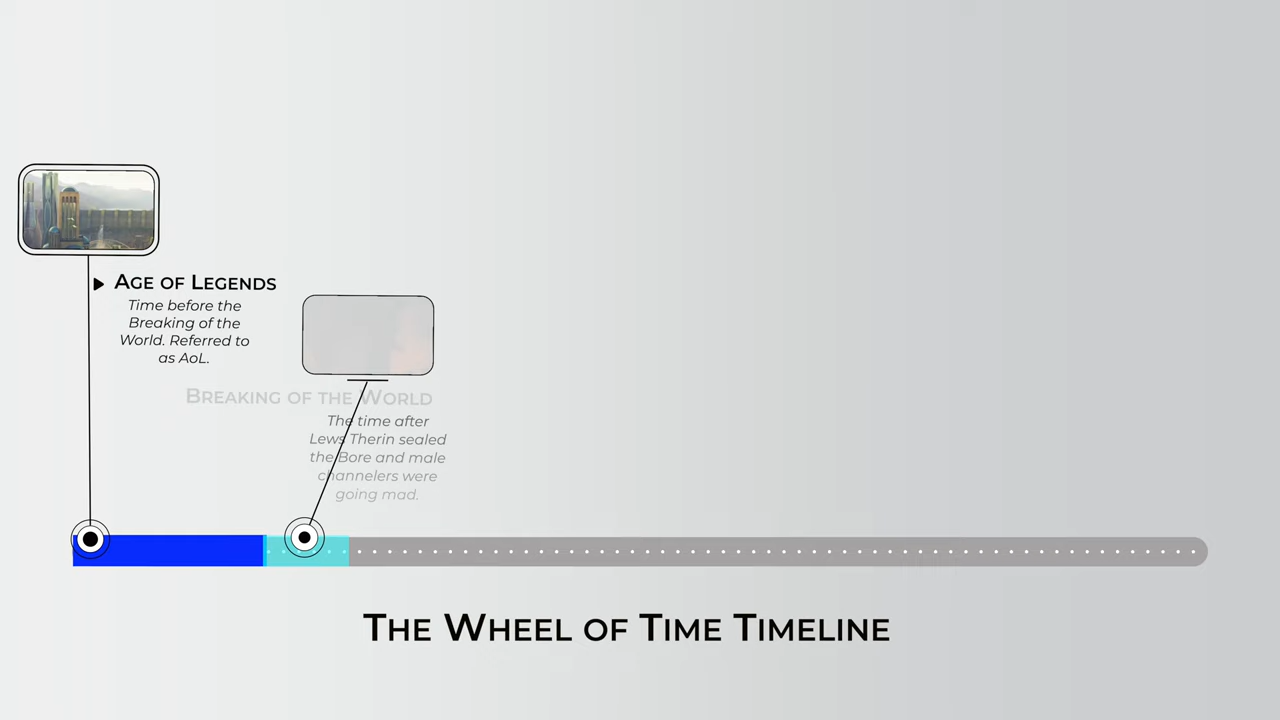 AGE OF LEGENDS
Time before the
Breaking of the
World. Referred to
as AoL.
BREAKING OF THE WORLD
The time after
Lews Therin sealed
the Bore and male
channelers were
going mad.
THE WHEEL OF TIME TIMELINE